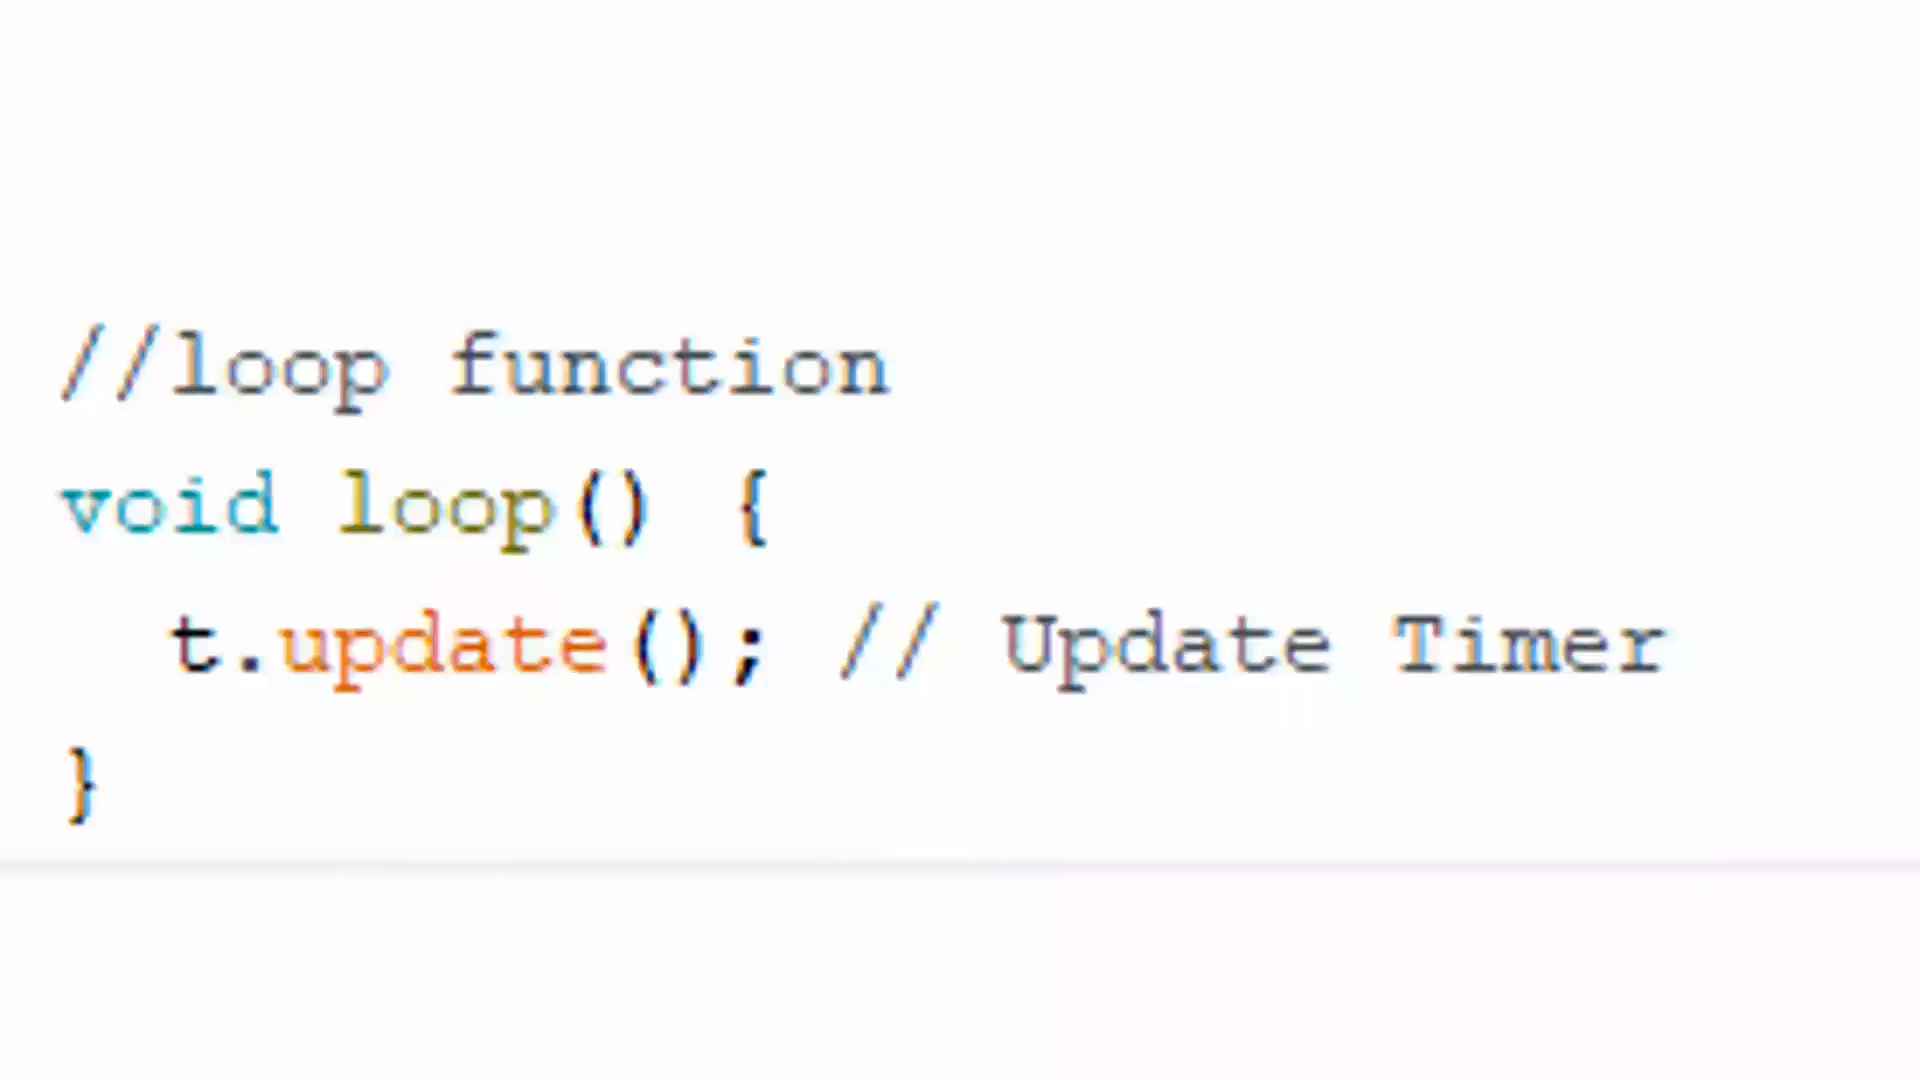 //loop function
void loop() {
  t.update(); // Update Timer
}